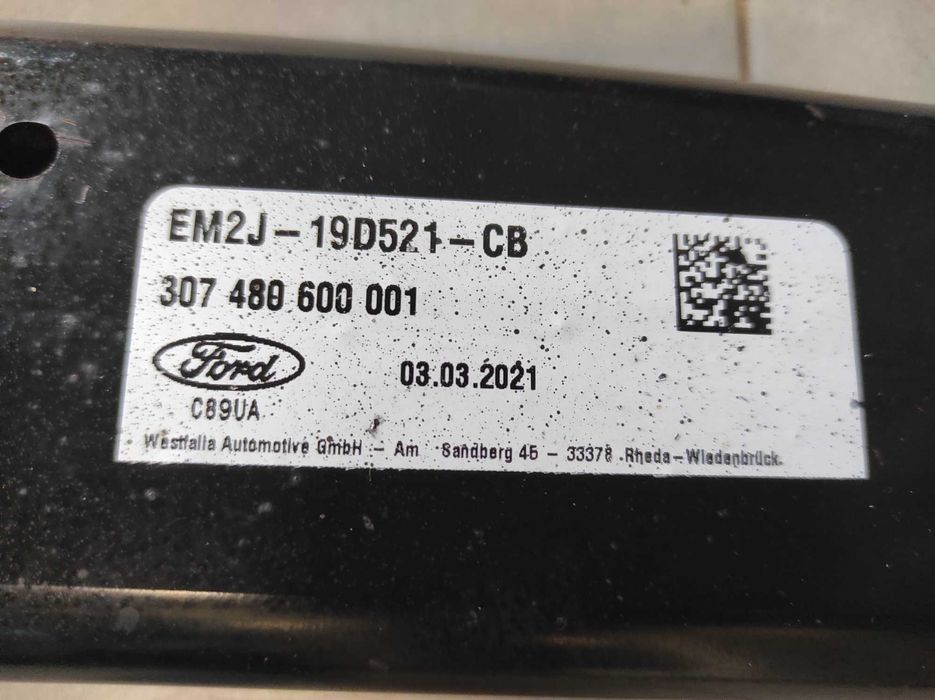 EM2J-19D521-CB
307 480 600 001
Ford
03.03.2021
C89UA
Westfalia Automotive GmbH - Am Sandberg 45 - 33378 Rheda-Wiedenbrück